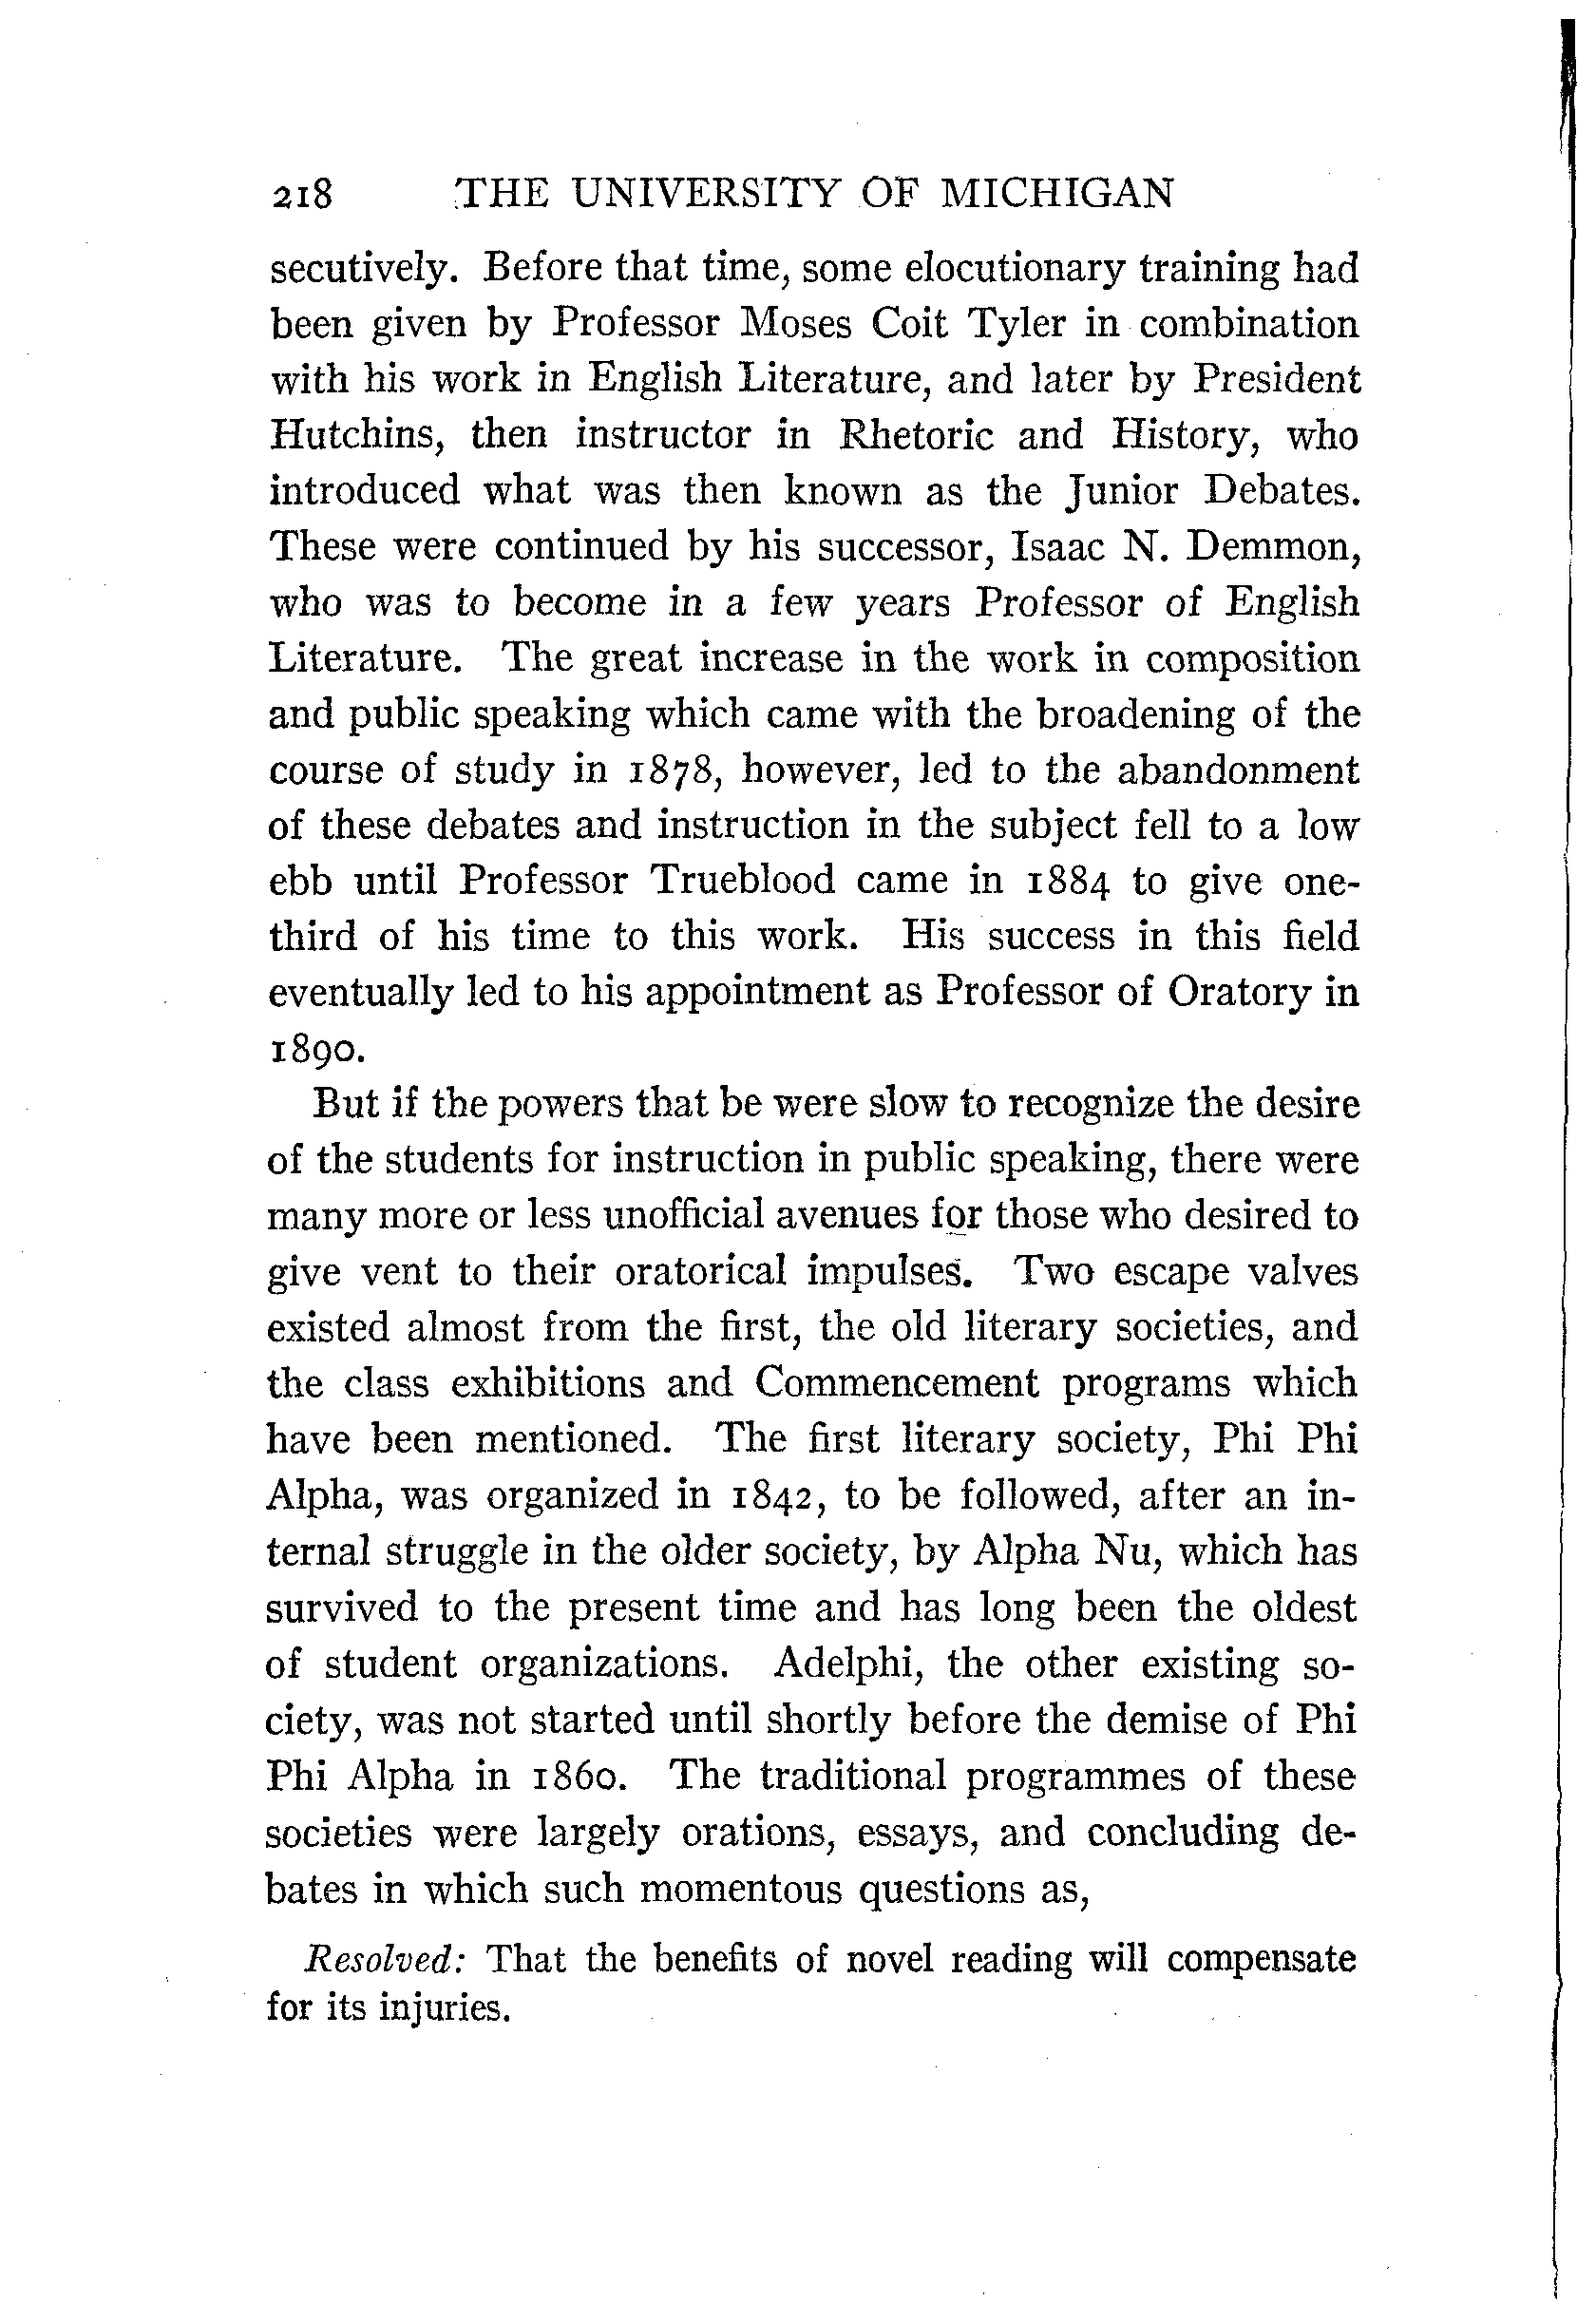 218 THE UNIVERSITY OF MICHIGAN
secutively. Before that time, some elocutionary training had
been given by Professor Moses Coit Tyler in combination
with his work in English Literature, and later by President
Hutchins, then instructor in Rhetoric and History, who
introduced what was then known as the Junior Debates.
These were continued by his successor, Isaac N. Demmon,
who was to become in a few years Professor of English
Literature. The great increase in the work in composition
and public speaking which came with the broadening of the
course of study in 1878, however, led to the abandonment
of these debates and instruction in the subject fell to a low
ebb until Professor Trueblood came in 1884 to give one-
third of his time to this work. His success in this field
eventually led to his appointment as Professor of Oratory in
1890.
But if the powers that be were slow to recognize the desire
of the students for instruction in public speaking, there were
many more or less unofficial avenues for those who desired to
give vent to their oratorical impulses. Two escape valves
existed almost from the first, the old literary societies, and
the class exhibitions and Commencement programs which
have been mentioned. The first literary society, Phi Phi
Alpha, was organized in 1842, to be followed, after an in-
ternal struggle in the older society, by Alpha Nu, which has
survived to the present time and has long been the oldest
of student organizations. Adelphi, the other existing so-
ciety, was not started until shortly before the demise of Phi
Phi Alpha in 1860. The traditional programmes of these
societies were largely orations, essays, and concluding de-
bates in which such momentous questions as,
Resolved: That the benefits of novel reading will compensate
for its injuries.